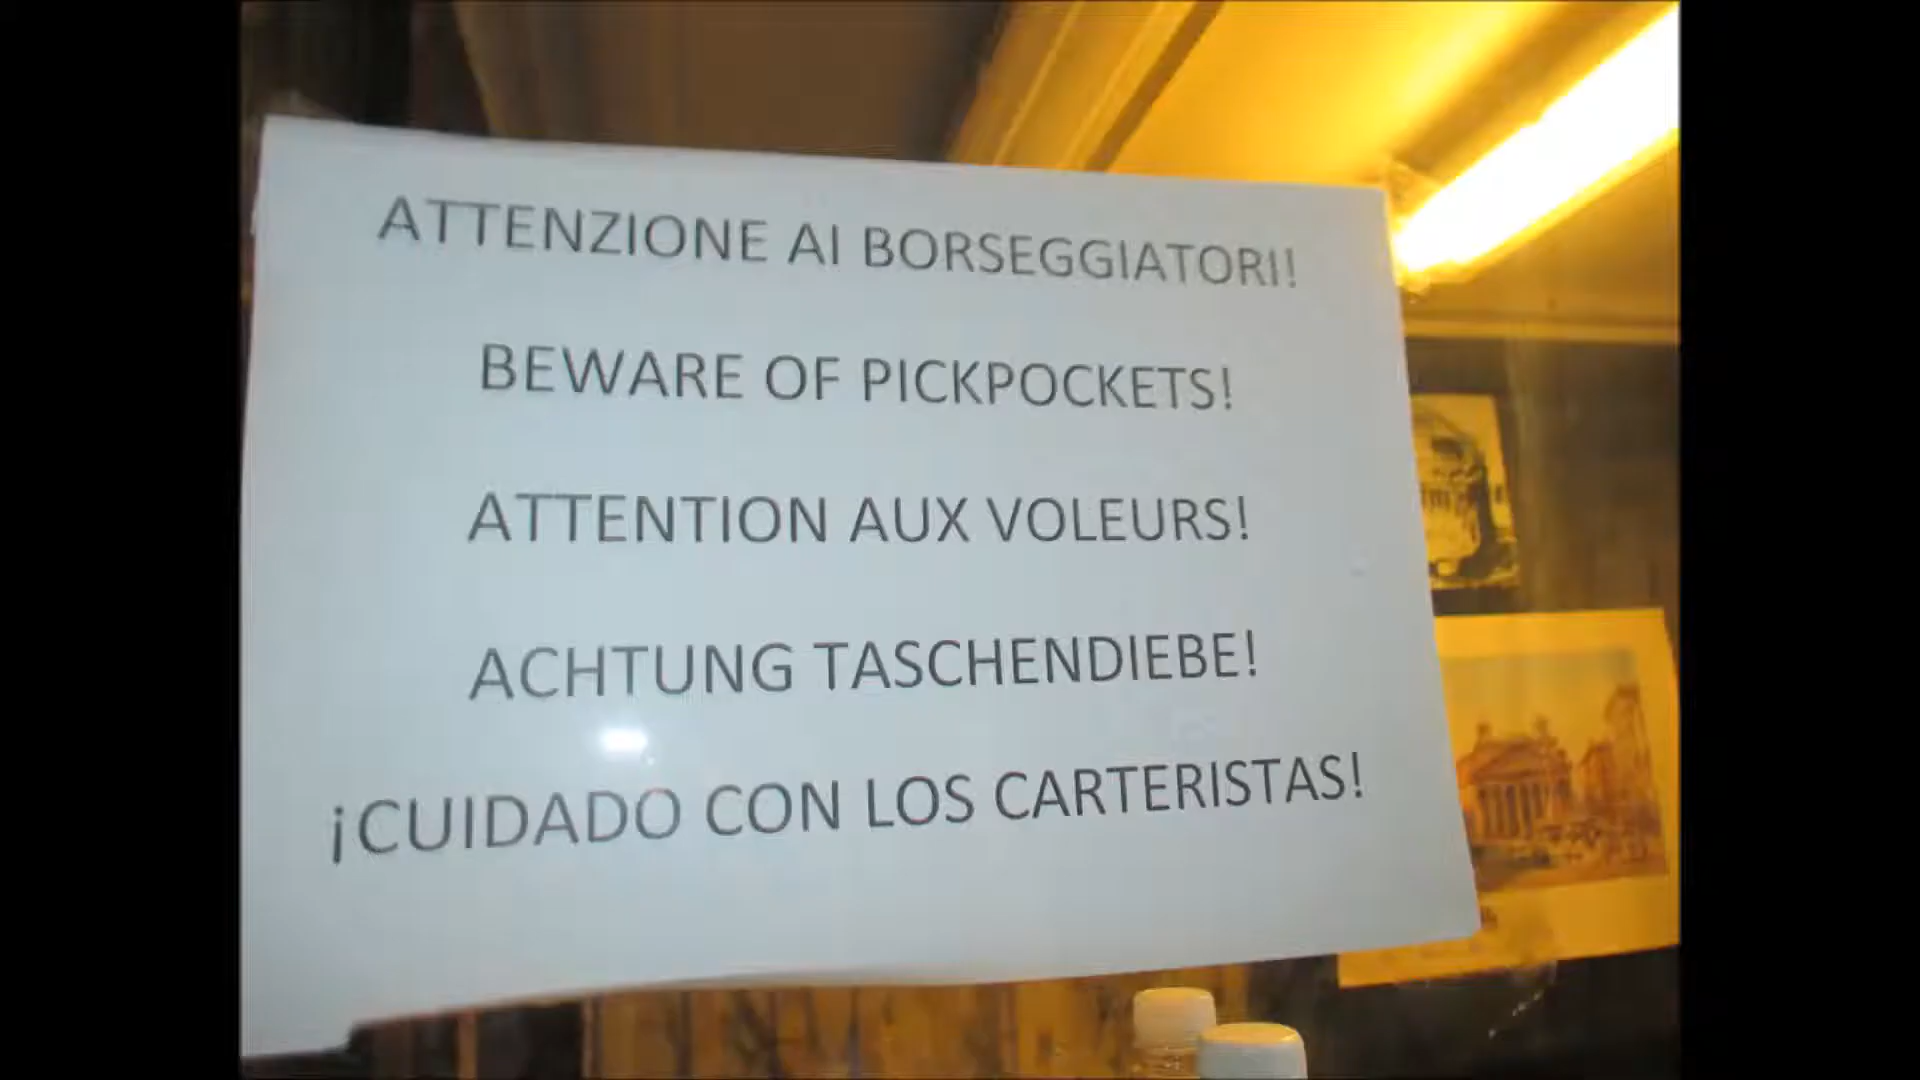 ATTENZIONE AI BORSEGGIATORI!
BEWARE OF PICKPOCKETS!
ATTENTION AUX VOLEURS!
ACHTUNG TASCHENDIEBE!
¡CUIDADO CON LOS CARTERISTAS!